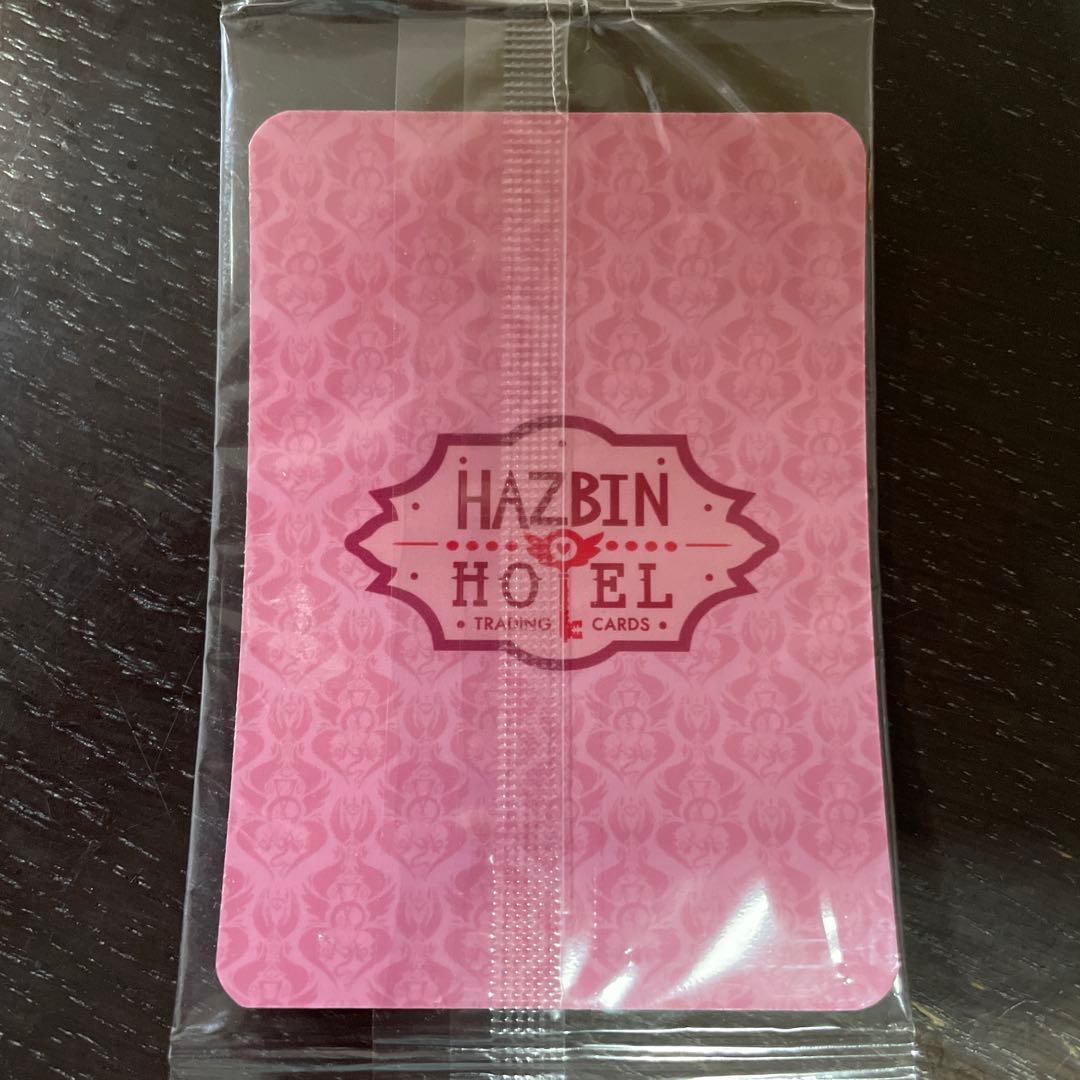 HAZBIN
HOTEL
• TRADING CARDS •